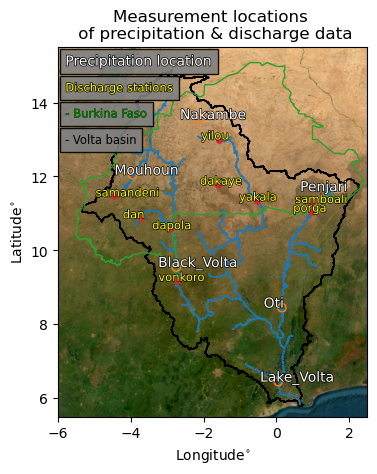 Measurement locations
of precipitation & discharge data
Precipitation location
Discharge stations
- Burkina Faso
- Volta basin
Nakambe
yilou
Mouhoun
dakaye
Penjari
samandeni
yakala
samboali
porga
dan
dapola
Black_Volta
vonkoro
Oti
Lake_Volta
14
12
10
8
6
Latitude°
−6
−4
−2
0
2
Longitude°